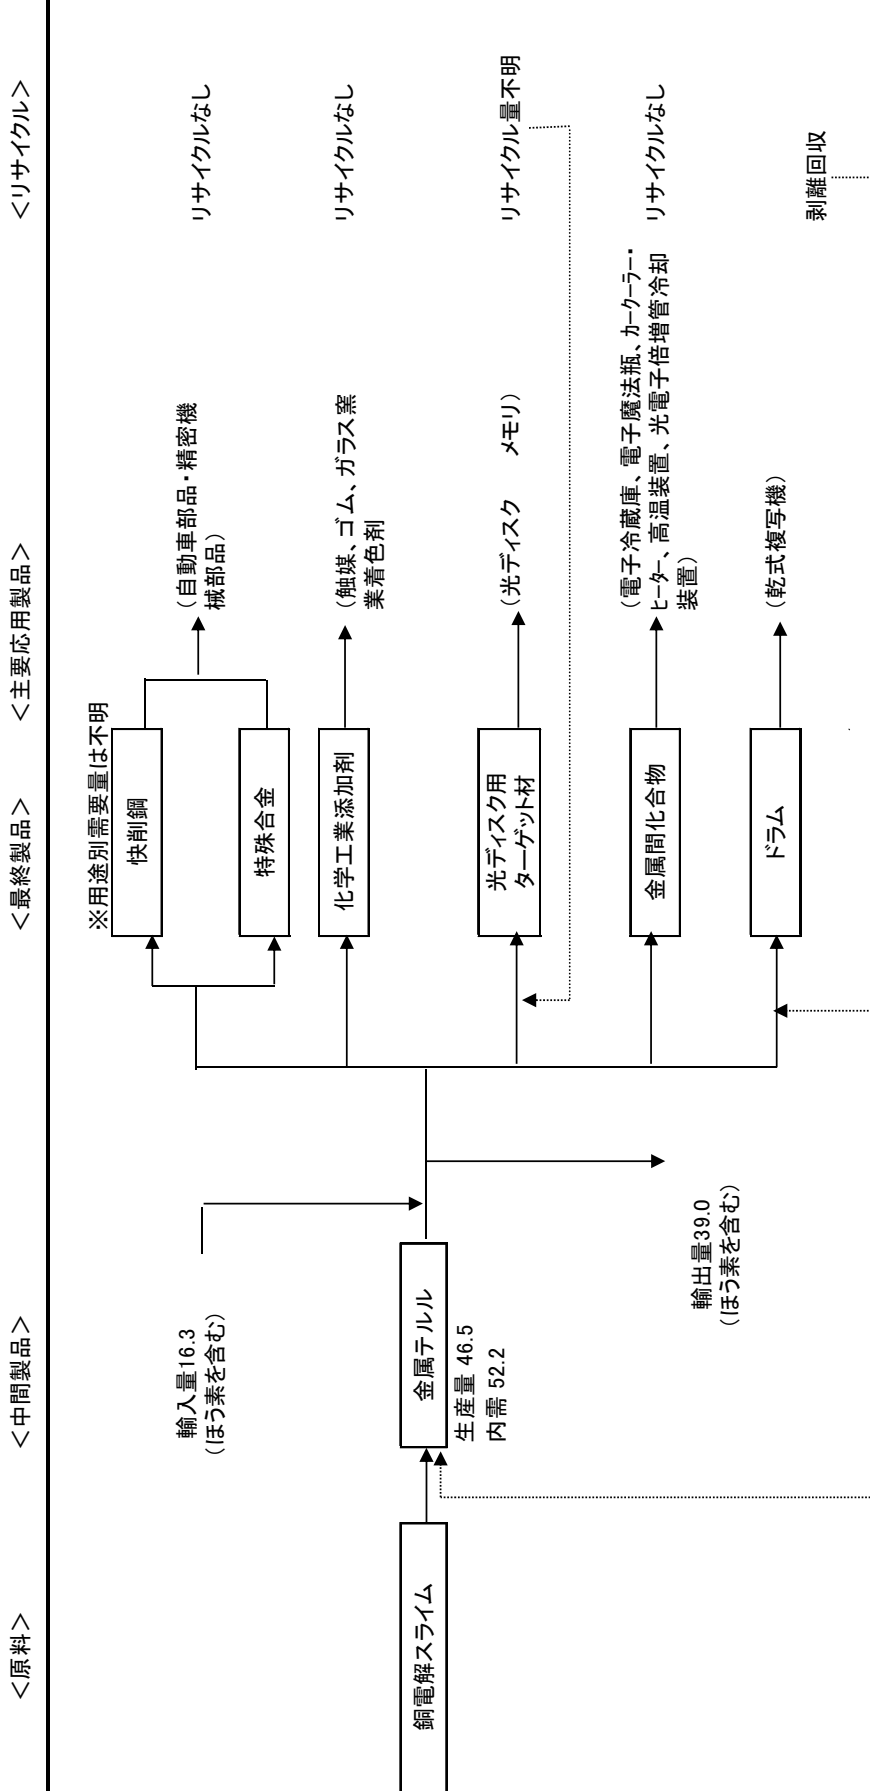 ＜原料＞
＜中間製品＞
＜最終製品＞
＜主要応用製品＞
＜リサイクル＞
※用途別需要量は不明
銅電解スライム
金属テルル
生産量 46.5
内需 52.2
輸入量16.3
（ほう素を含む）
輸出量39.0
（ほう素を含む）
快削鋼
特殊合金
（自動車部品・精密機
械部品）
リサイクルなし
化学工業添加剤
（触媒、ゴム、ガラス窯
業着色剤
リサイクルなし
光ディスク用
ターゲット材
（光ディスク　　メモリ）
リサイクル量不明
金属間化合物
（電子冷蔵庫、電子魔法瓶、ｶｰｸｰﾗｰ・
ﾋｰﾀｰ、高温装置、光電子倍増管冷却
装置）
リサイクルなし
ドラム
（乾式複写機）
剥離回収